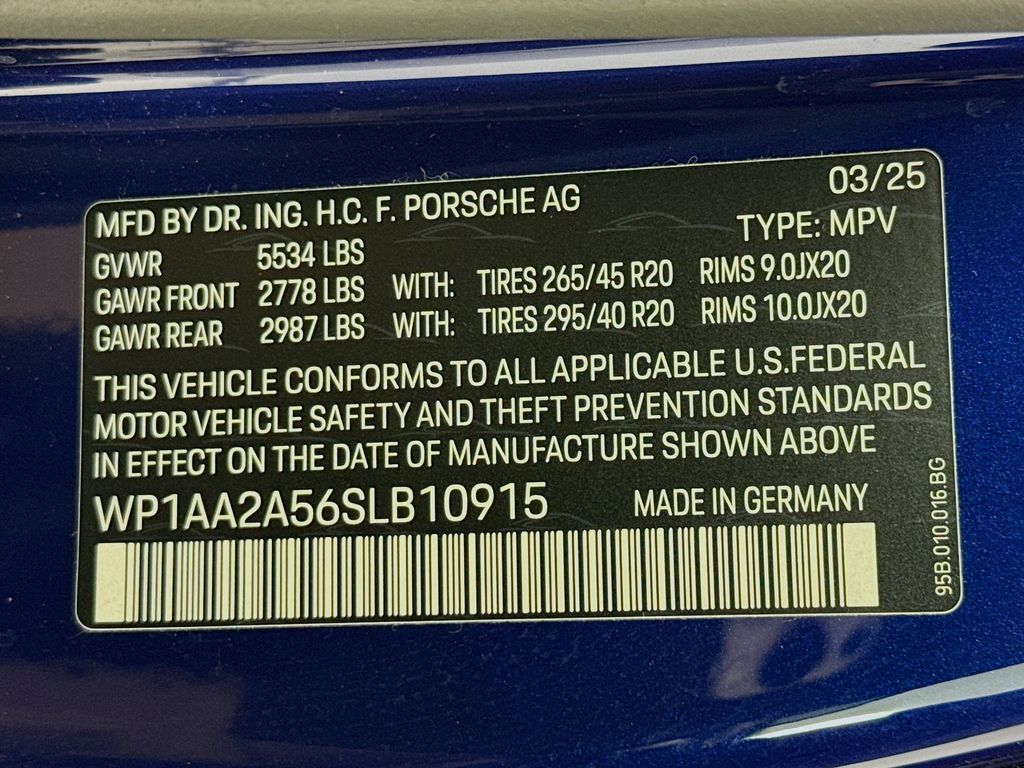 03/25
MFD BY DR. ING. H.C. F. PORSCHE AG
TYPE: MPV
GVWR 5534 LBS
GAWR FRONT 2778 LBS WITH: TIRES 265/45 R20 RIMS 9.0JX20
GAWR REAR 2987 LBS WITH: TIRES 295/40 R20 RIMS 10.0JX20
THIS VEHICLE CONFORMS TO ALL APPLICABLE U.S.FEDERAL
MOTOR VEHICLE SAFETY AND THEFT PREVENTION STANDARDS
IN EFFECT ON THE DATE OF MANUFACTURE SHOWN ABOVE
WP1AA2A56SLB10915 MADE IN GERMANY
95B.010.016.BG